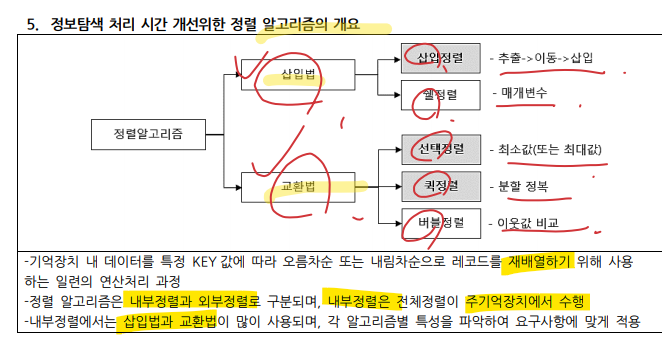 5. 정보탐색 처리 시간 개선위한 정렬 알고리즘의 개요
정렬알고리즘
삽입법
삽입정렬 - 추출->이동->삽입
쉘정렬 - 매개변수
교환법
선택정렬 - 최소값(또는 최대값)
퀵정렬 - 분할 정복
버블정렬 - 이웃값 비교
-기억장치 내 데이터를 특정 KEY 값에 따라 오름차순 또는 내림차순으로 레코드를 재배열하기 위해 사용
하는 일련의 연산처리 과정
-정렬 알고리즘은 내부정렬과 외부정렬로 구분되며, 내부정렬은 전체정렬이 주기억장치에서 수행
-내부정렬에서는 삽입법과 교환법이 많이 사용되며, 각 알고리즘별 특성을 파악하여 요구사항에 맞게 적용